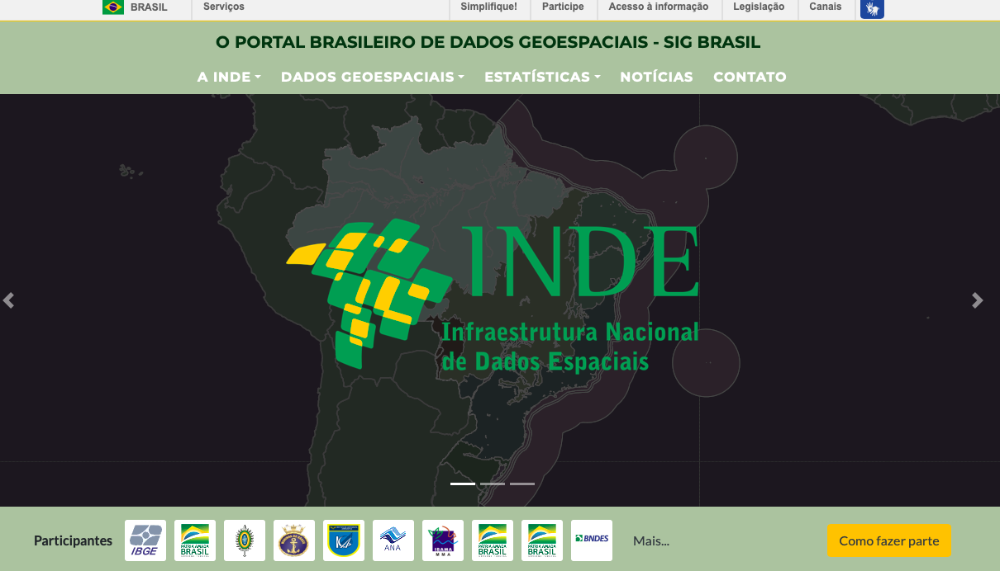 BRASIL Serviços Simplifique! Participe Acesso à informação Legislação Canais
O PORTAL BRASILEIRO DE DADOS GEOESPACIAIS - SIG BRASIL
A INDE DADOS GEOESPACIAIS ESTATÍSTICAS NOTÍCIAS CONTATO
INDE
Infraestrutura Nacional
de Dados Espaciais
Participantes IBGE PÁTRIA AMADA BRASIL ANA IBAMA MMA PÁTRIA AMADA BRASIL PÁTRIA AMADA BRASIL BNDES Mais... Como fazer parte